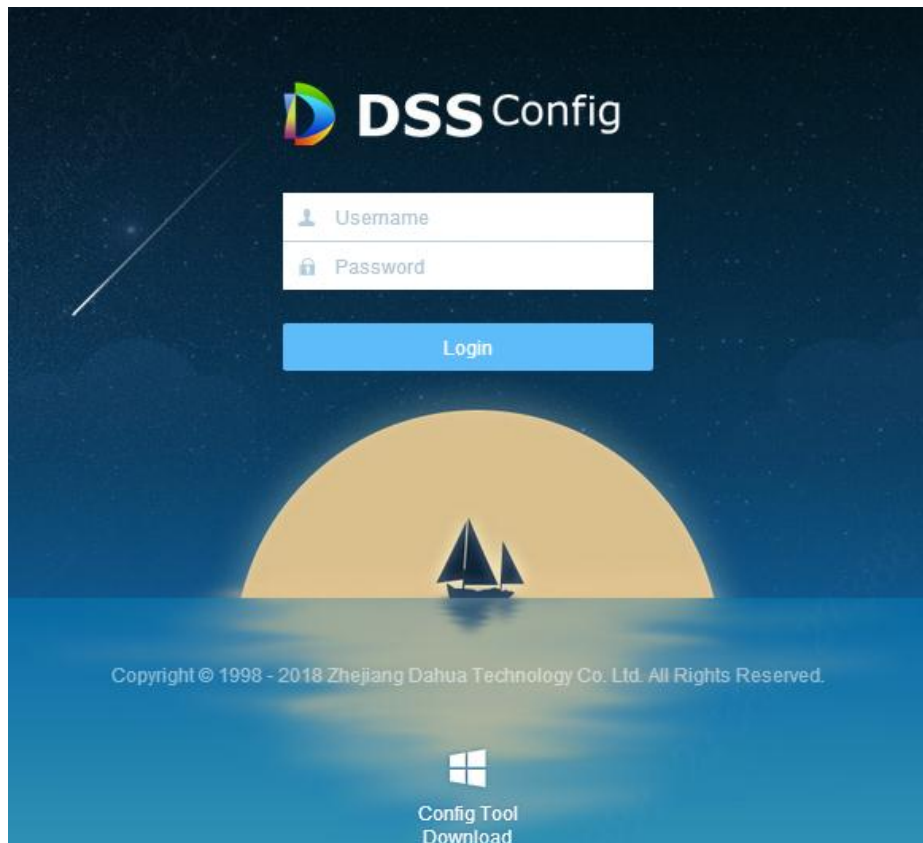 DSS Config
Username
Password
Login
Copyright © 1998 - 2018 Zhejiang Dahua Technology Co. Ltd. All Rights Reserved.
Config Tool
Download